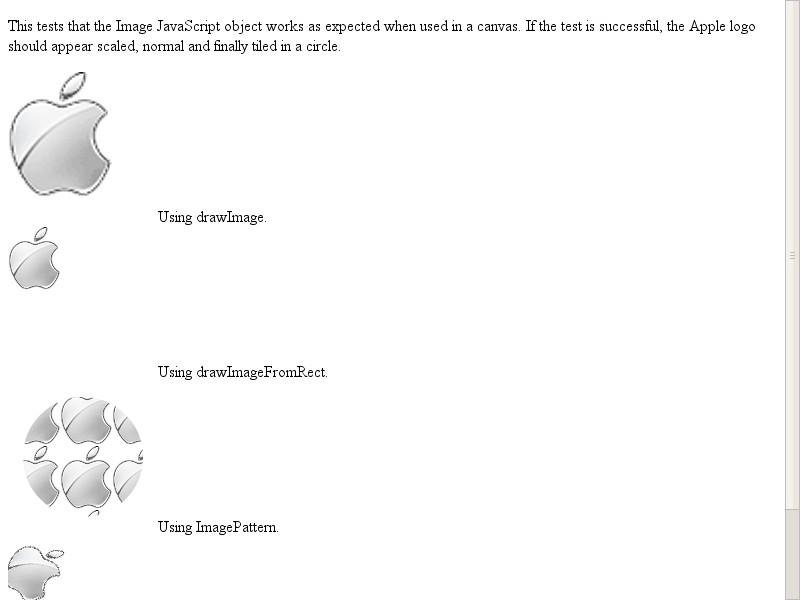 This tests that the Image JavaScript object works as expected when used in a canvas. If the test is successful, the Apple logo
should appear scaled, normal and finally tiled in a circle.
Using drawImage.
Using drawImageFromRect.
Using ImagePattern.